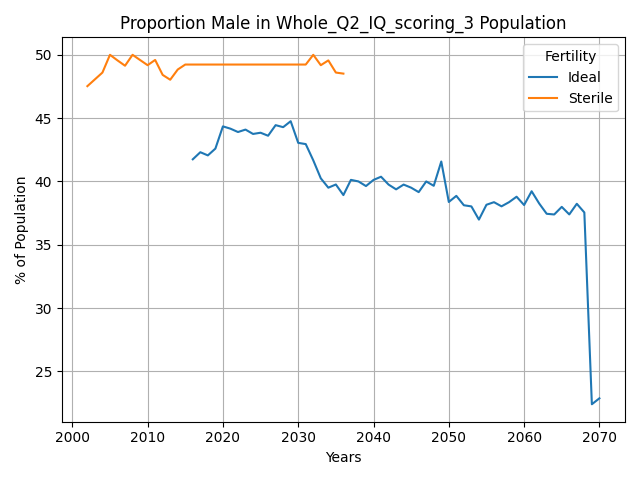 Proportion Male in Whole_Q2_IQ_scoring_3 Population
Fertility
Ideal
Sterile
% of Population
50
45
40
35
30
25
2000 2010 2020 2030 2040 2050 2060 2070
Years